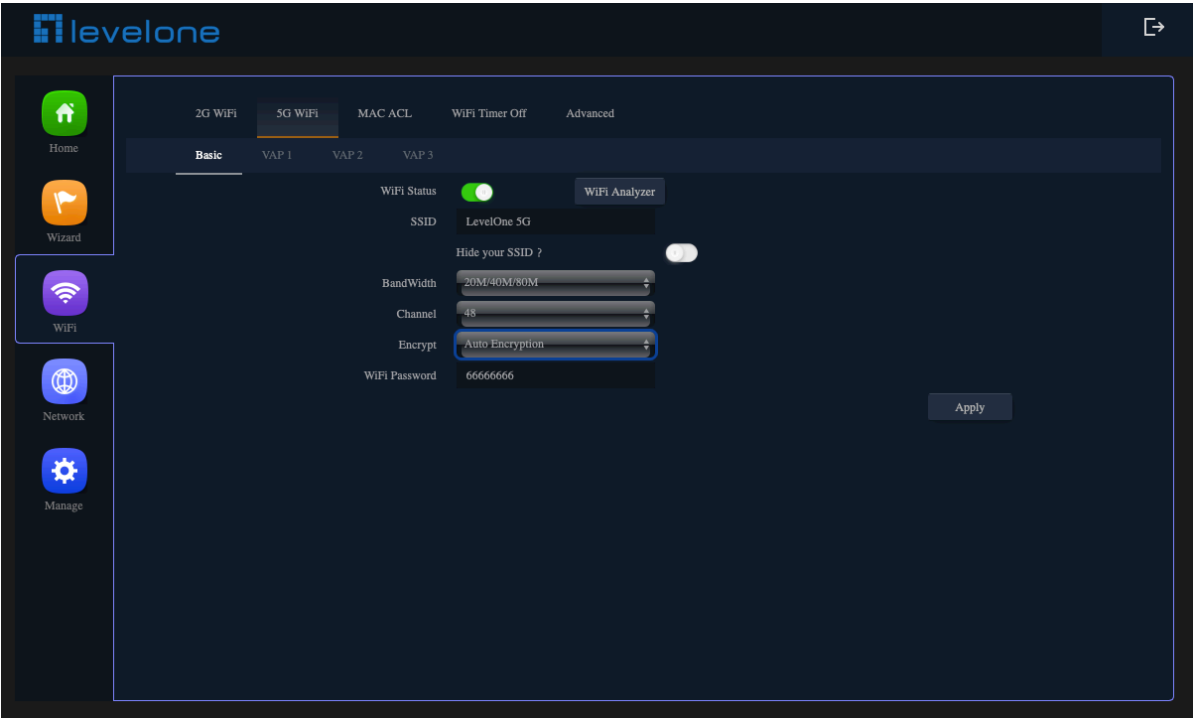 levelone
2G WiFi 5G WiFi MAC ACL WiFi Timer Off Advanced
Home
Basic VAP 1 VAP 2 VAP 3
WiFi Status WiFi Analyzer
SSID LevelOne 5G
Wizard
Hide your SSID ?
BandWidth 20M/40M/80M
Channel 48
WiFi
Encrypt Auto Encryption
WiFi Password 66666666
Apply
Network
Manage